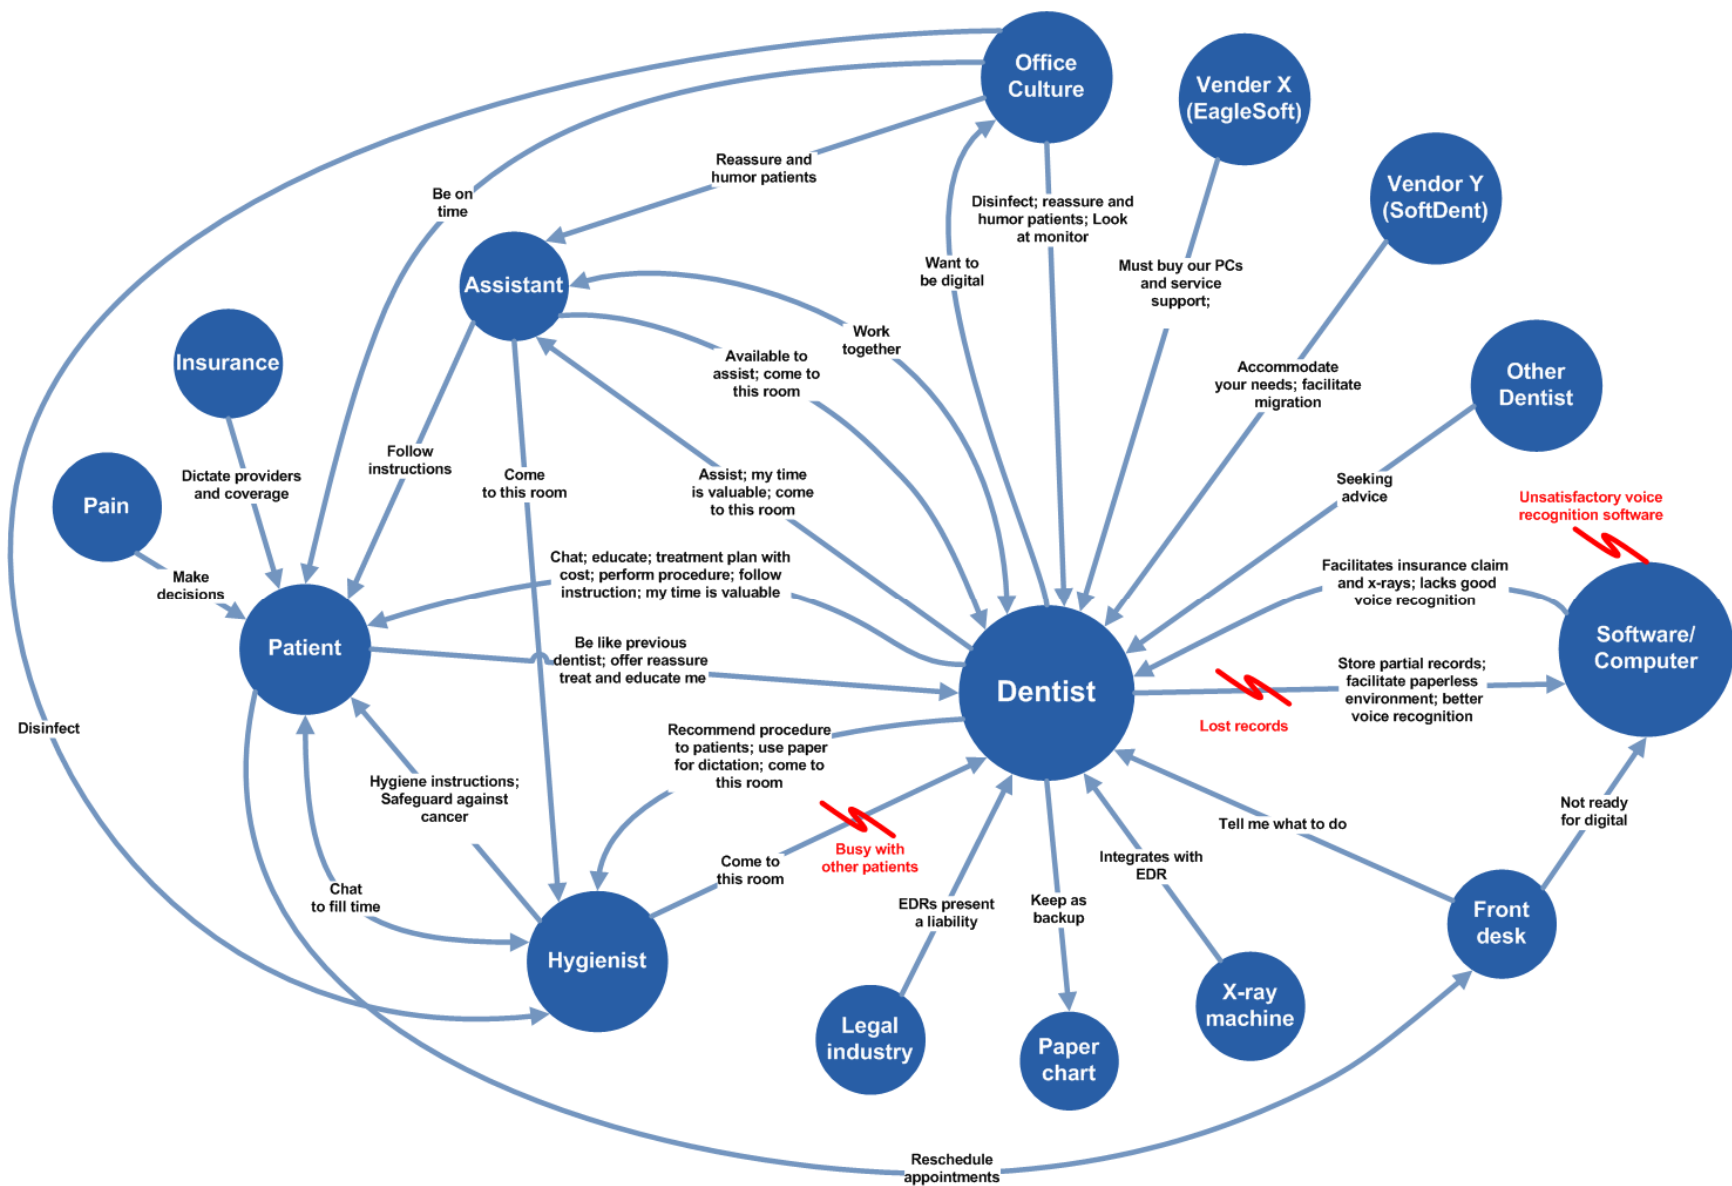 Office
Culture
Vender X
(EagleSoft)
Vendor Y
(SoftDent)
Reassure and
humor patients
Be on
time
Disinfect; reassure and
humor patients; Look
at monitor
Want to
be digital
Must buy our PCs
and service
support;
Assistant
Work
together
Insurance
Available to
assist; come to
this room
Accommodate
your needs; facilitate
migration
Other
Dentist
Follow
instructions
Dictate providers
and coverage
Come
to this room
Assist; my time
is valuable; come
to this room
Seeking
advice
Pain
Unsatisfactory voice
recognition software
Make
decisions
Chat; educate; treatment plan with
cost; perform procedure; follow
instruction; my time is valuable
Facilitates insurance claim
and x-rays; lacks good
voice recognition
Patient
Be like previous
dentist; offer reassure
treat and educate me
Dentist
Software/
Computer
Store partial records;
facilitate paperless
environment; better
voice recognition
Lost records
Disinfect
Recommend procedure
to patients; use paper
for dictation; come to
this room
Hygiene instructions;
Safeguard against
cancer
Busy with
other patients
Come to
this room
Tell me what to do
Not ready
for digital
Integrates with
EDR
Chat
to fill time
EDRs present
a liability
Keep as
backup
Front
desk
Hygienist
X-ray
machine
Legal
industry
Paper
chart
Reschedule
appointments